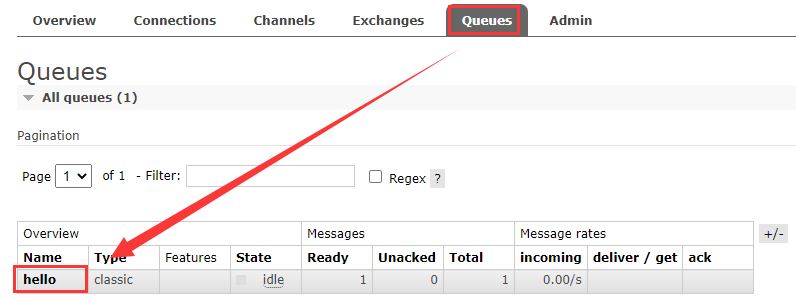 Overview Connections Channels Exchanges Queues Admin
Queues
All queues (1)
Pagination
Page 1 of 1 - Filter: Regex ?
Overview Messages Message rates +/-
Name Type Features State Ready Unacked Total incoming deliver / get ack
hello classic idle 1 0 1 0.00/s